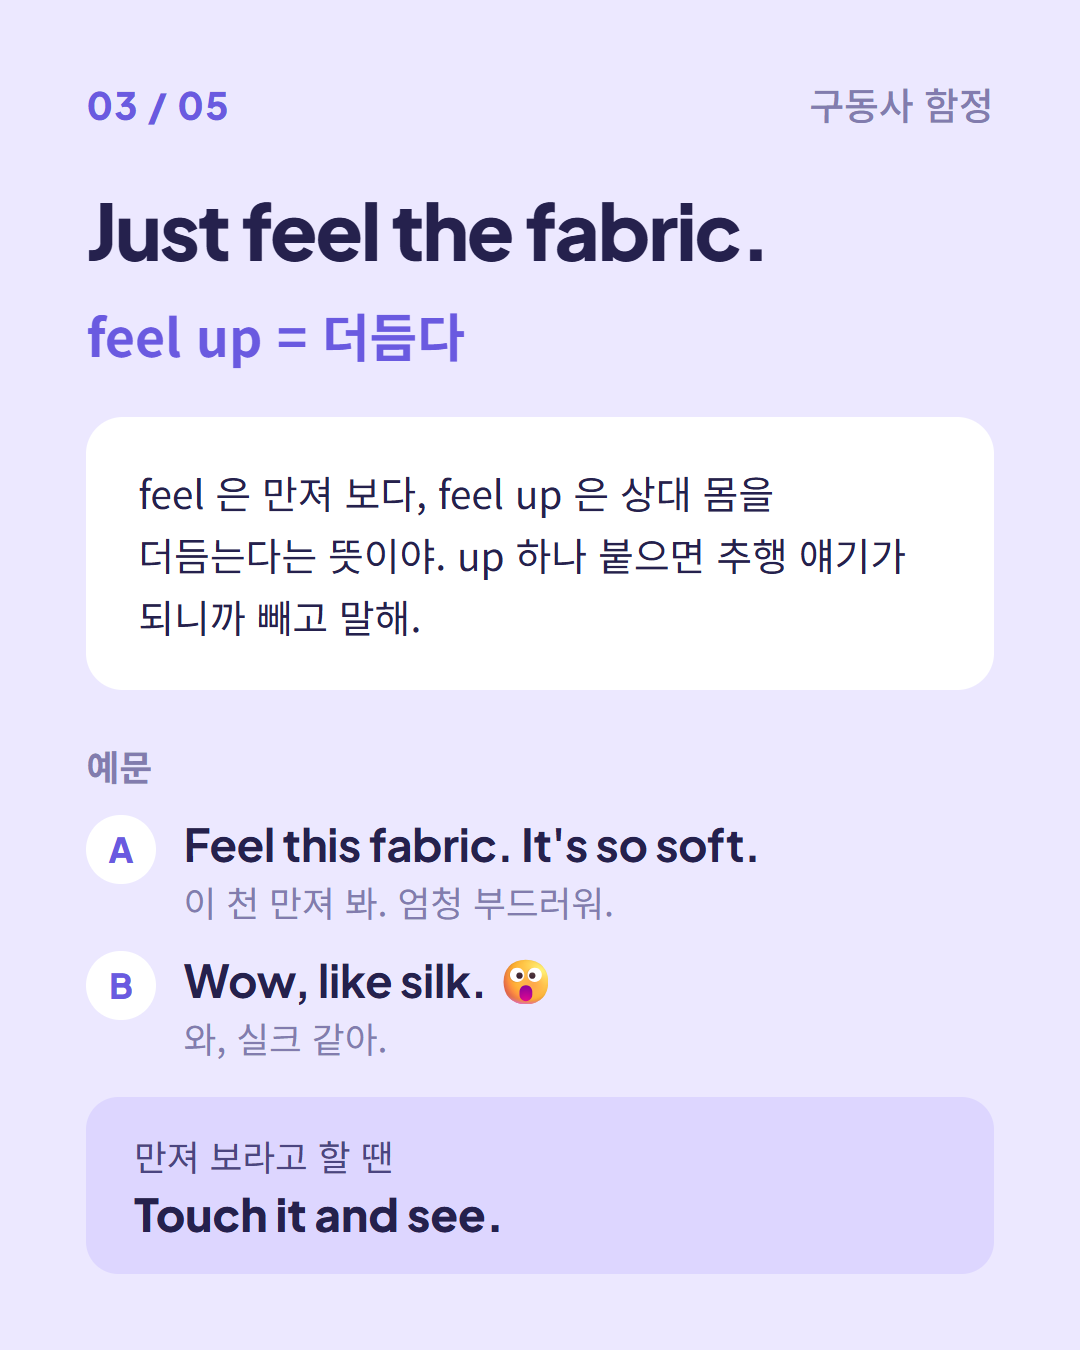 03 / 05
구동사 함정
Just feel the fabric.
feel up = 더듬다
feel 은 만져 보다, feel up 은 상대 몸을
더듬는다는 뜻이야. up 하나 붙으면 추행 얘기가
되니까 빼고 말해.
예문
A
Feel this fabric. It's so soft.
이 천 만져 봐. 엄청 부드러워.
B
Wow, like silk. 😱
와, 실크 같아.
만져 보라고 할 땐
Touch it and see.